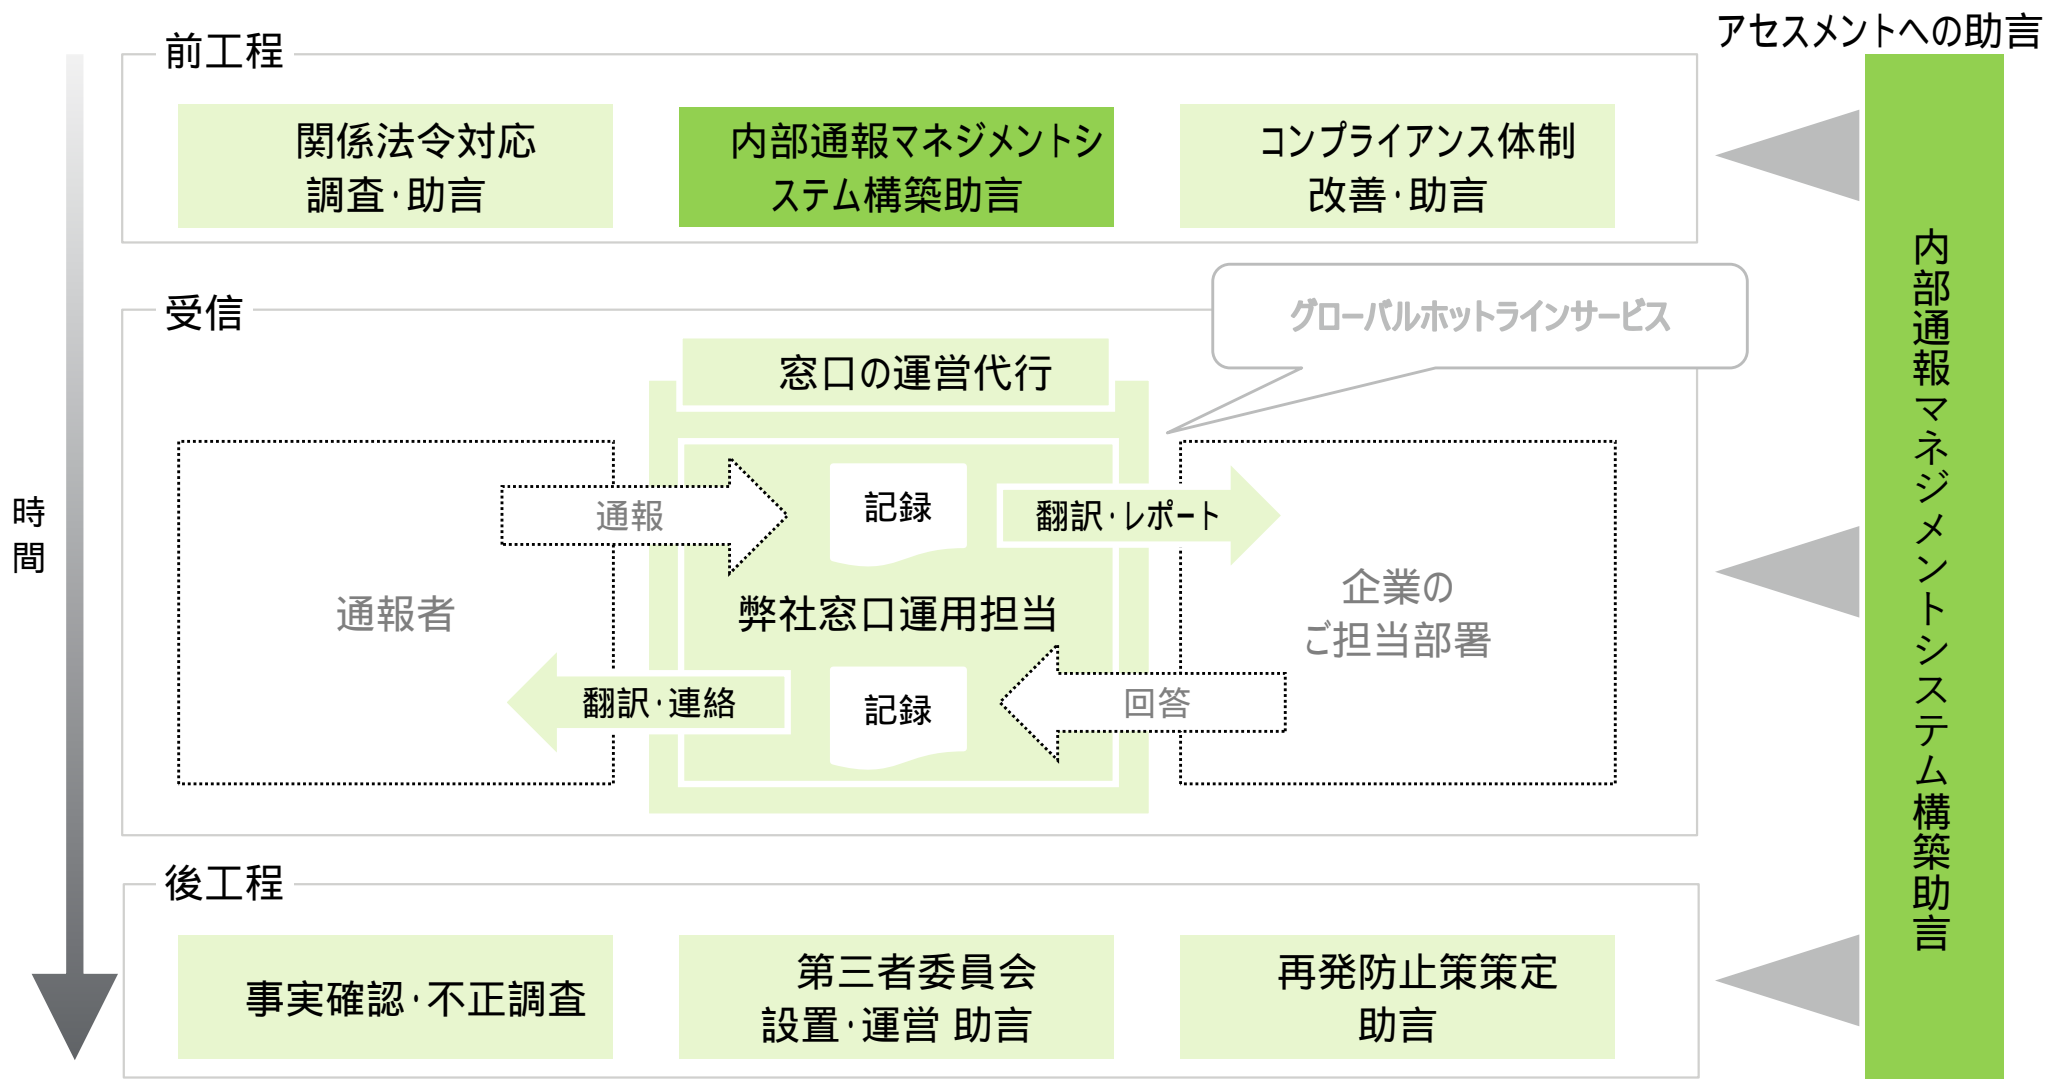 アセスメントへの助言
前工程
関係法令対応
調査・助言
内部通報マネジメントシ
ステム構築助言
コンプライアンス体制
改善・助言
受信
グローバルホットラインサービス
窓口の運営代行
通報
記録
翻訳・レポート
通報者
弊社窓口運用担当
企業の
ご担当部署
翻訳・連絡
記録
回答
後工程
事実確認・不正調査
第三者委員会
設置・運営 助言
再発防止策策定
助言
時間
内部通報マネジメントシステム構築助言